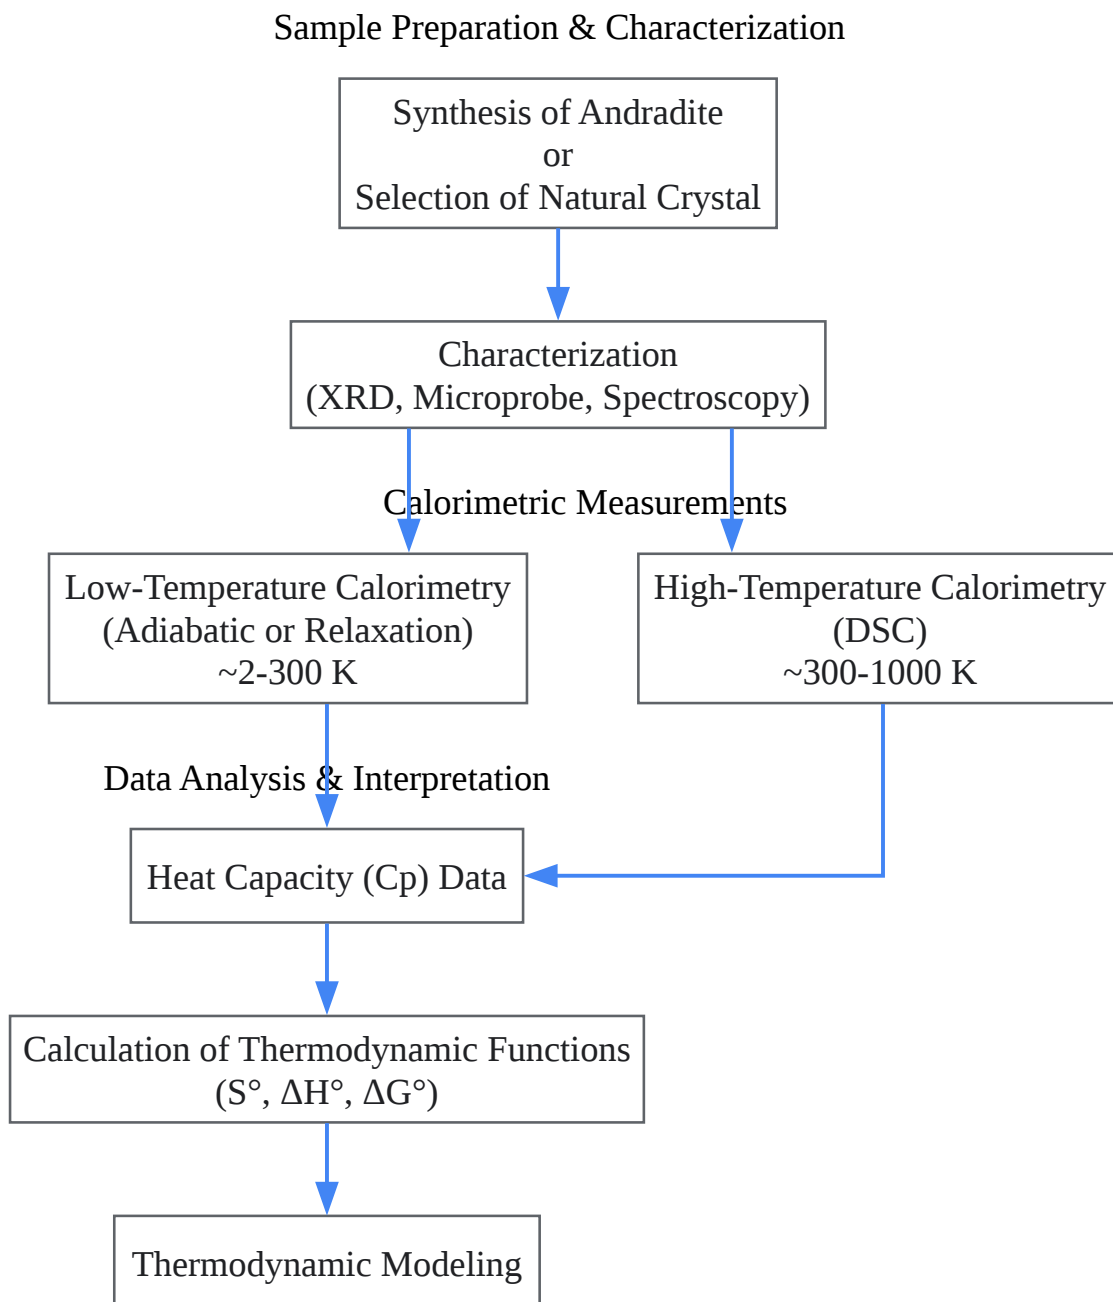 Sample Preparation & Characterization
Synthesis of Andradite
or
Selection of Natural Crystal
Characterization
(XRD, Microprobe, Spectroscopy)
Calorimetric Measurements
Low-Temperature Calorimetry
(Adiabatic or Relaxation)
~2-300 K
High-Temperature Calorimetry
(DSC)
~300-1000 K
Data Analysis & Interpretation
Heat Capacity (Cp) Data
Calculation of Thermodynamic Functions
(S°, ΔH°, ΔG°)
Thermodynamic Modeling